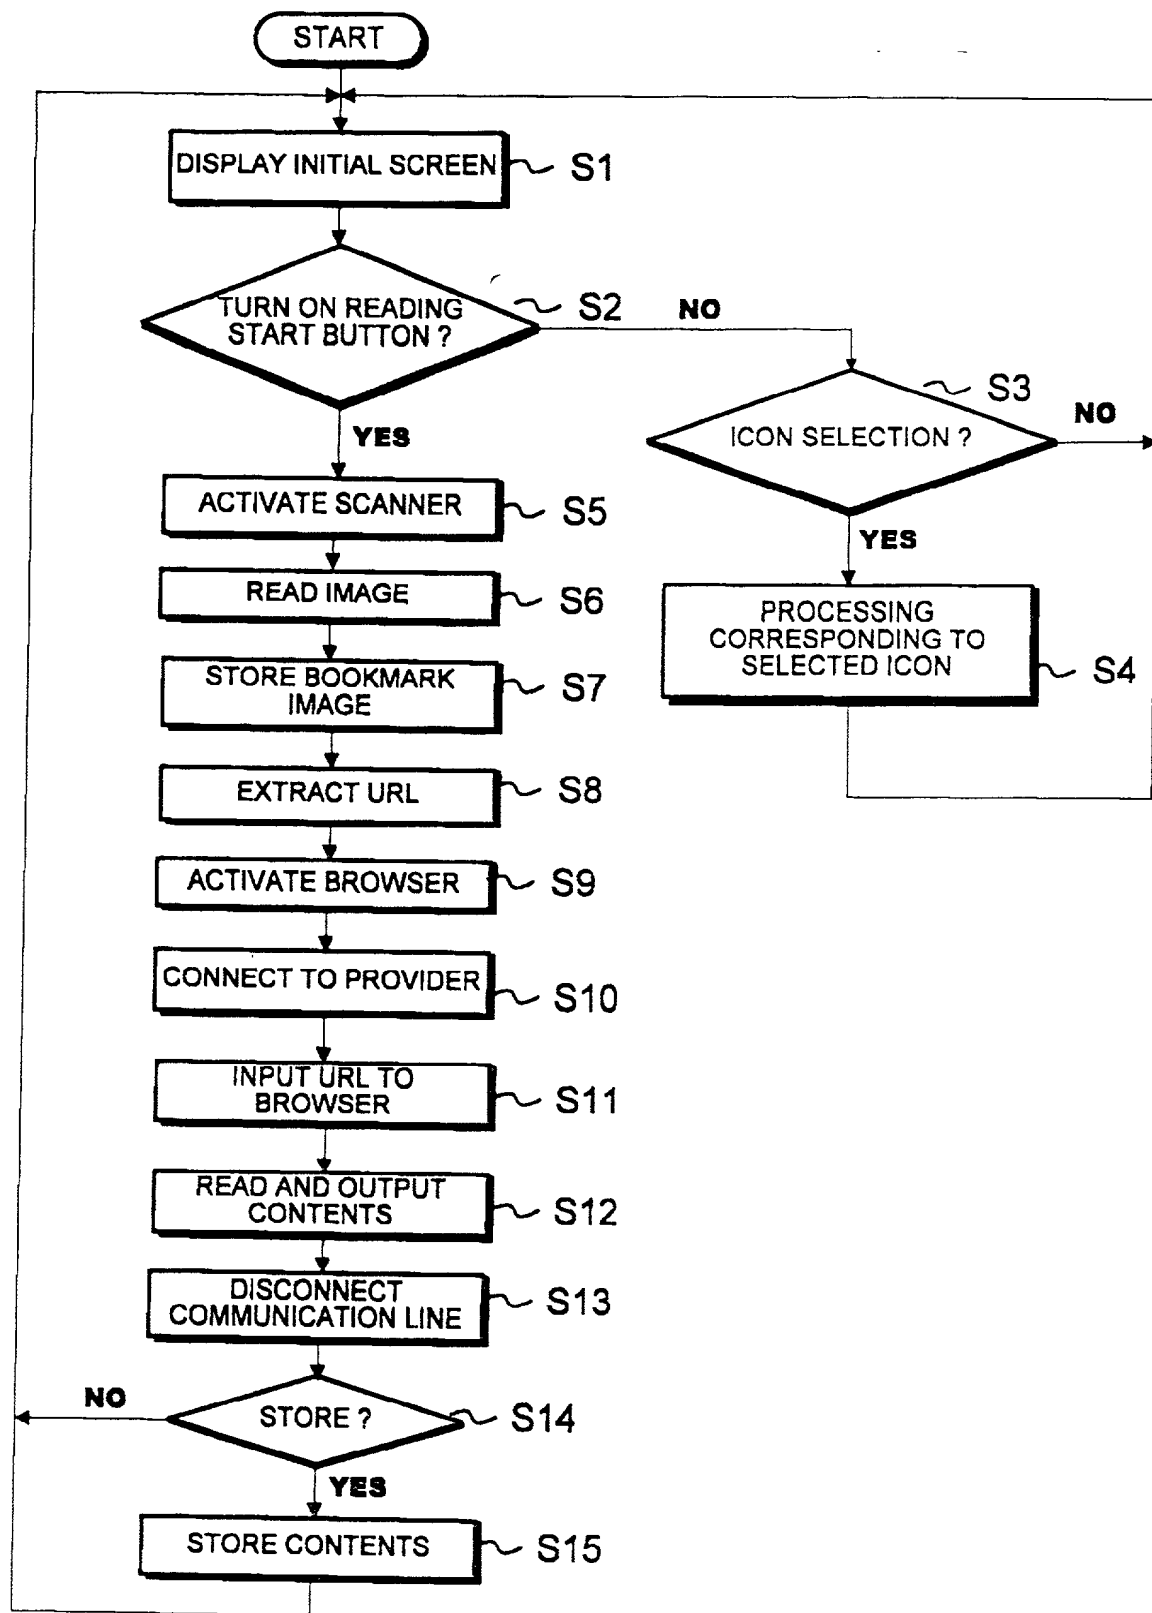 START
DISPLAY INITIAL SCREEN
S1
TURN ON READING
START BUTTON ?
S2
NO
YES
ICON SELECTION ?
S3
NO
YES
PROCESSING
CORRESPONDING TO
SELECTED ICON
S4
ACTIVATE SCANNER
S5
READ IMAGE
S6
STORE BOOKMARK
IMAGE
S7
EXTRACT URL
S8
ACTIVATE BROWSER
S9
CONNECT TO PROVIDER
S10
INPUT URL TO
BROWSER
S11
READ AND OUTPUT
CONTENTS
S12
DISCONNECT
COMMUNICATION LINE
S13
NO
STORE ?
S14
YES
STORE CONTENTS
S15